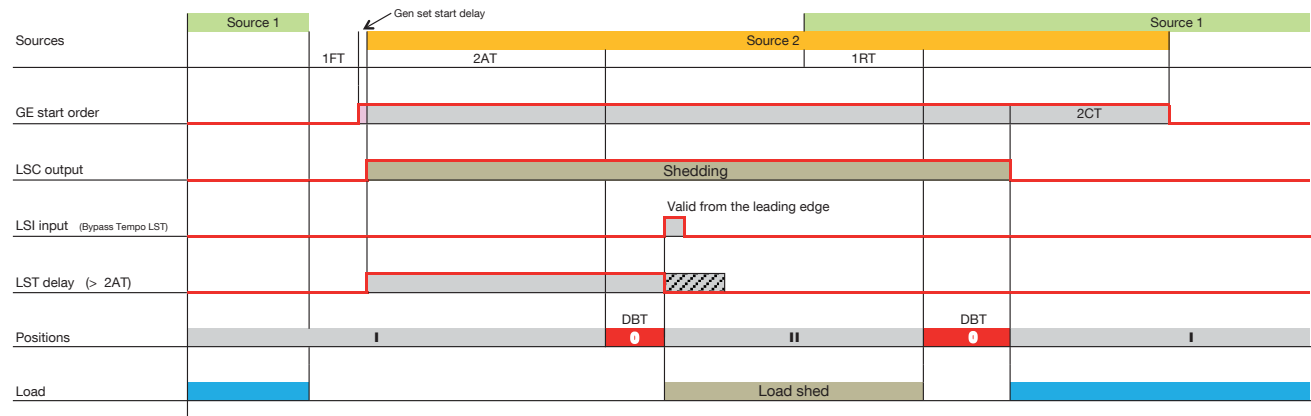 Gen set start delay
Source 1 Source 1
Sources Source 2
1FT 2AT 1RT
GE start order 2CT
LSC output Shedding
Valid from the leading edge
LSI input (Bypass Tempo LST)
LST delay (> 2AT)
DBT DBT
Positions I 0 II 0 I
Load Load shed